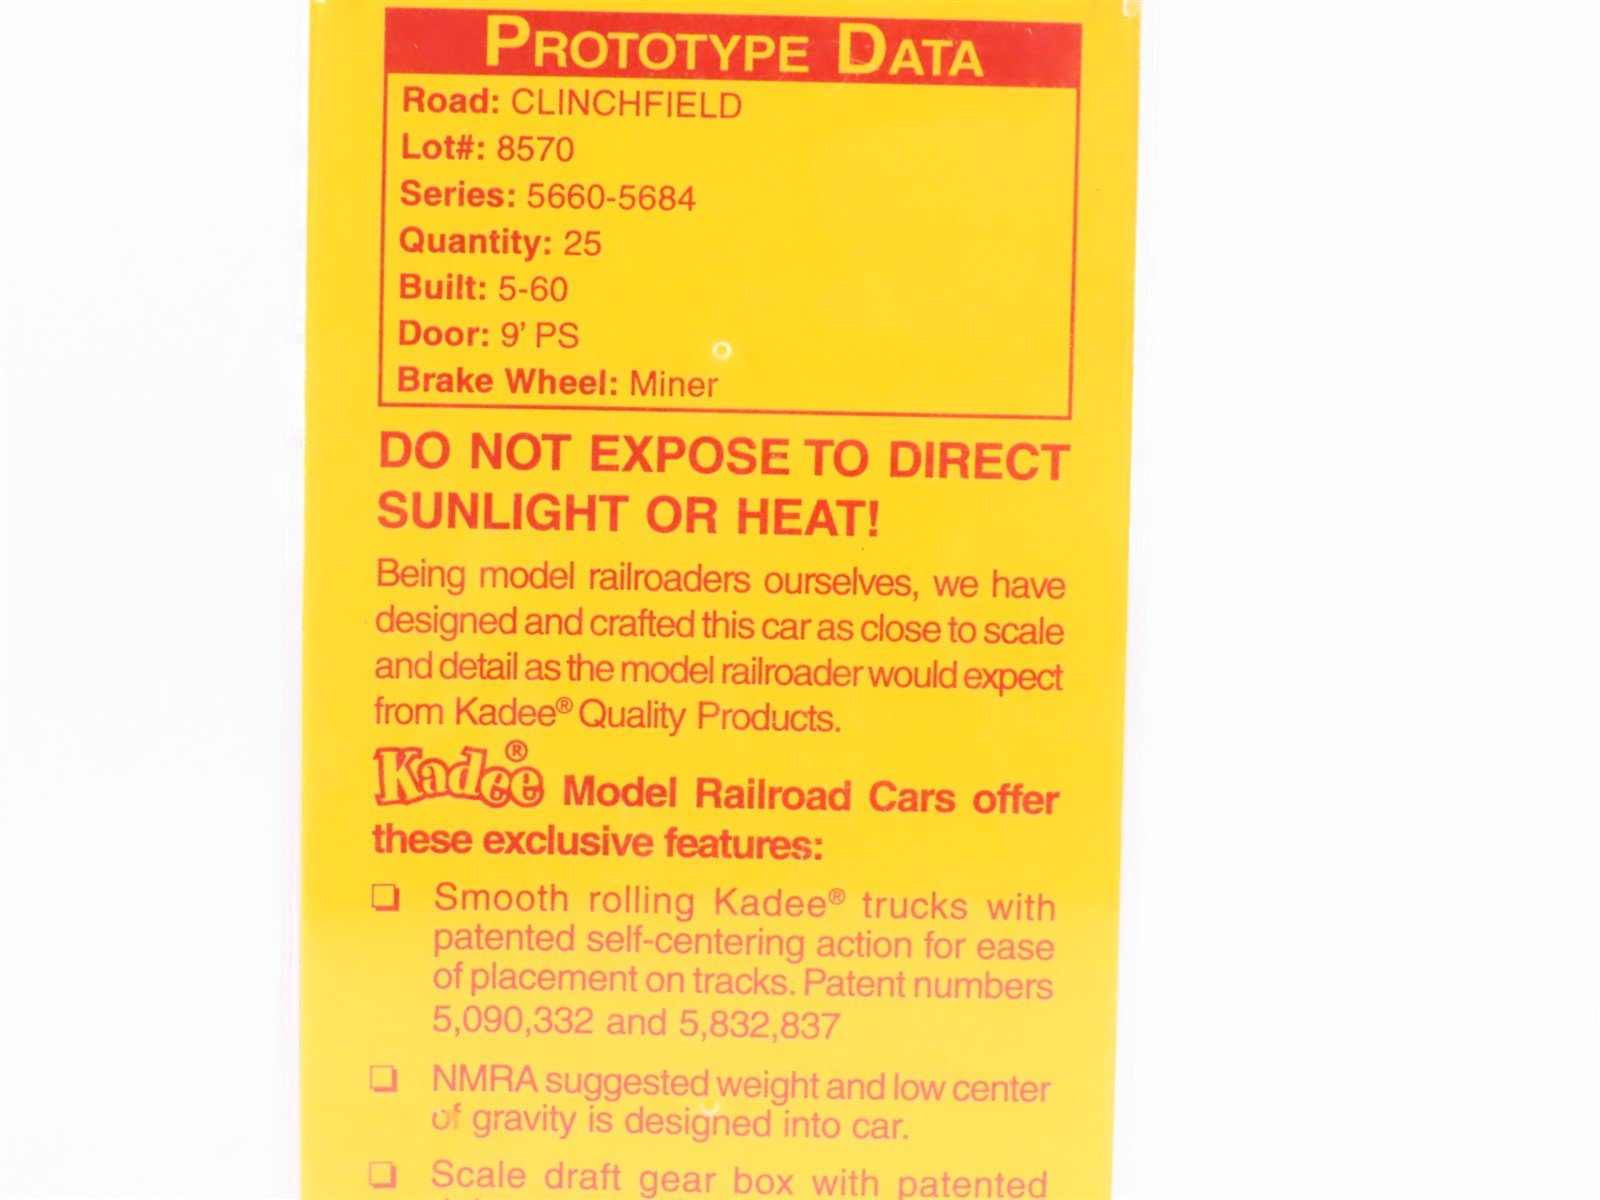 PROTOTYPE DATA
Road: CLINCHFIELD
Lot#: 8570
Series: 5660-5684
Quantity: 25
Built: 5-60
Door: 9' PS
Brake Wheel: Miner
DO NOT EXPOSE TO DIRECT
SUNLIGHT OR HEAT!
Being model railroaders ourselves, we have
designed and crafted this car as close to scale
and detail as the model railroader would expect
from Kadee® Quality Products.
Kadee® Model Railroad Cars offer
these exclusive features:
❏ Smooth rolling Kadee® trucks with
patented self-centering action for ease
of placement on tracks. Patent numbers
5,090,332 and 5,832,837
❏ NMRA suggested weight and low center
of gravity is designed into car.
❏ Scale draft gear box with patented